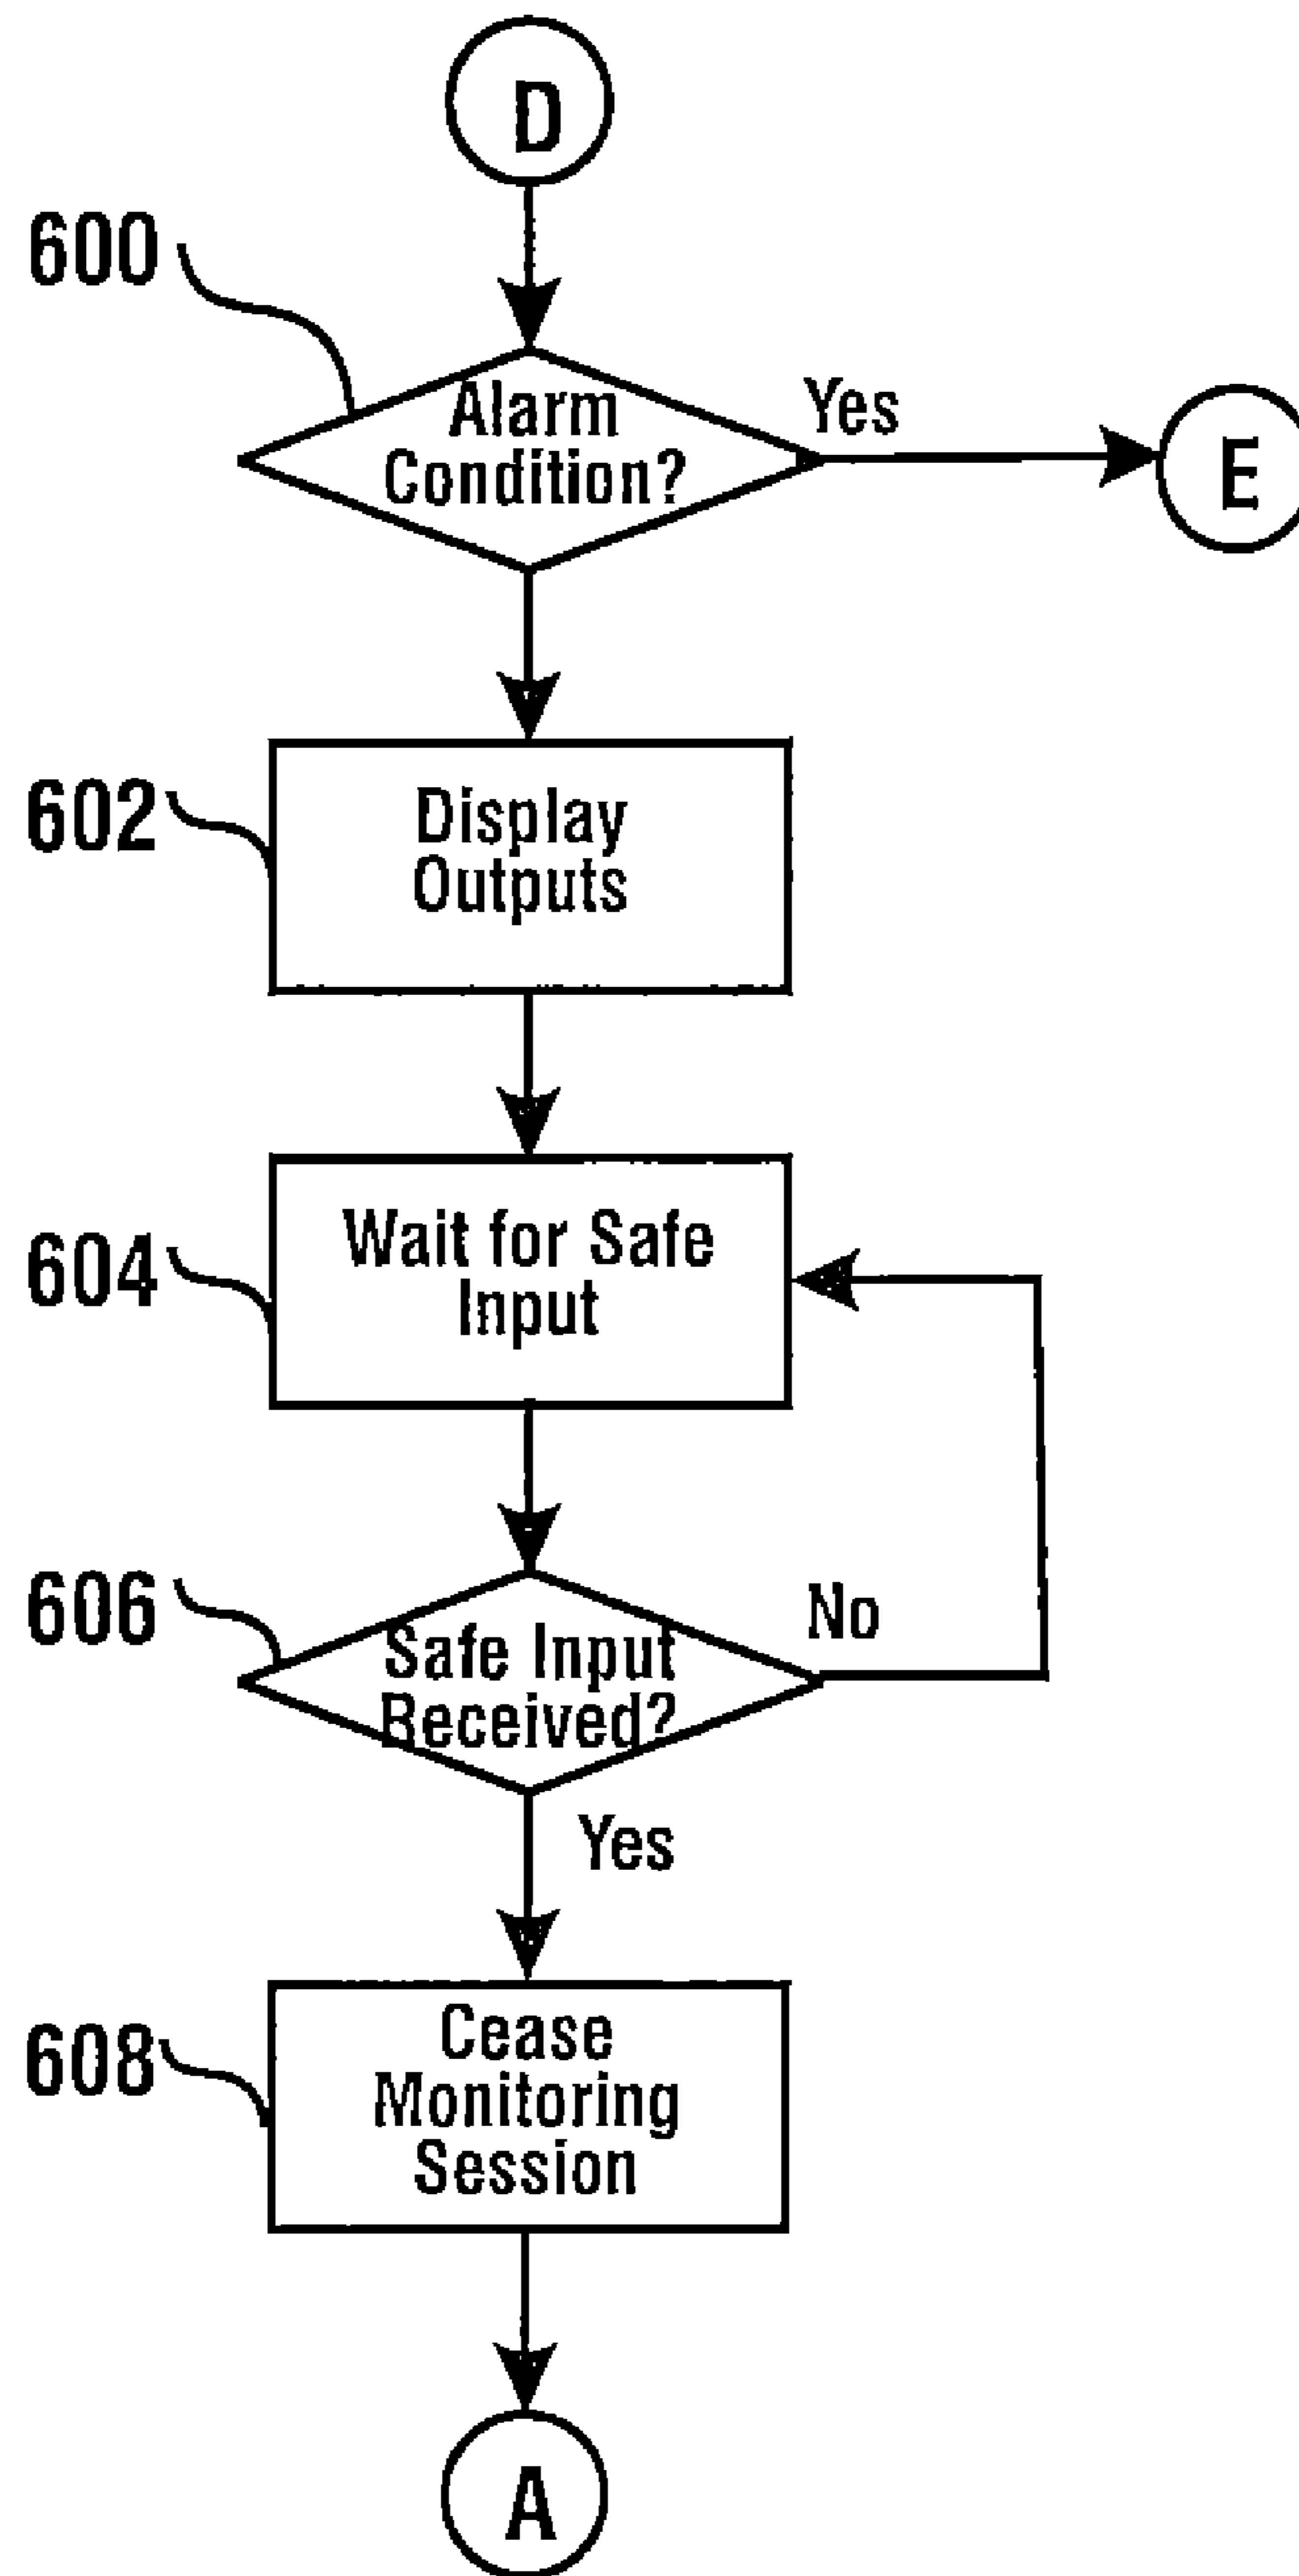 D
600
Alarm
Condition?
Yes
E
602
Display
Outputs
604
Wait for Safe
Input
606
Safe Input
Received?
No
Yes
608
Cease
Monitoring
Session
A